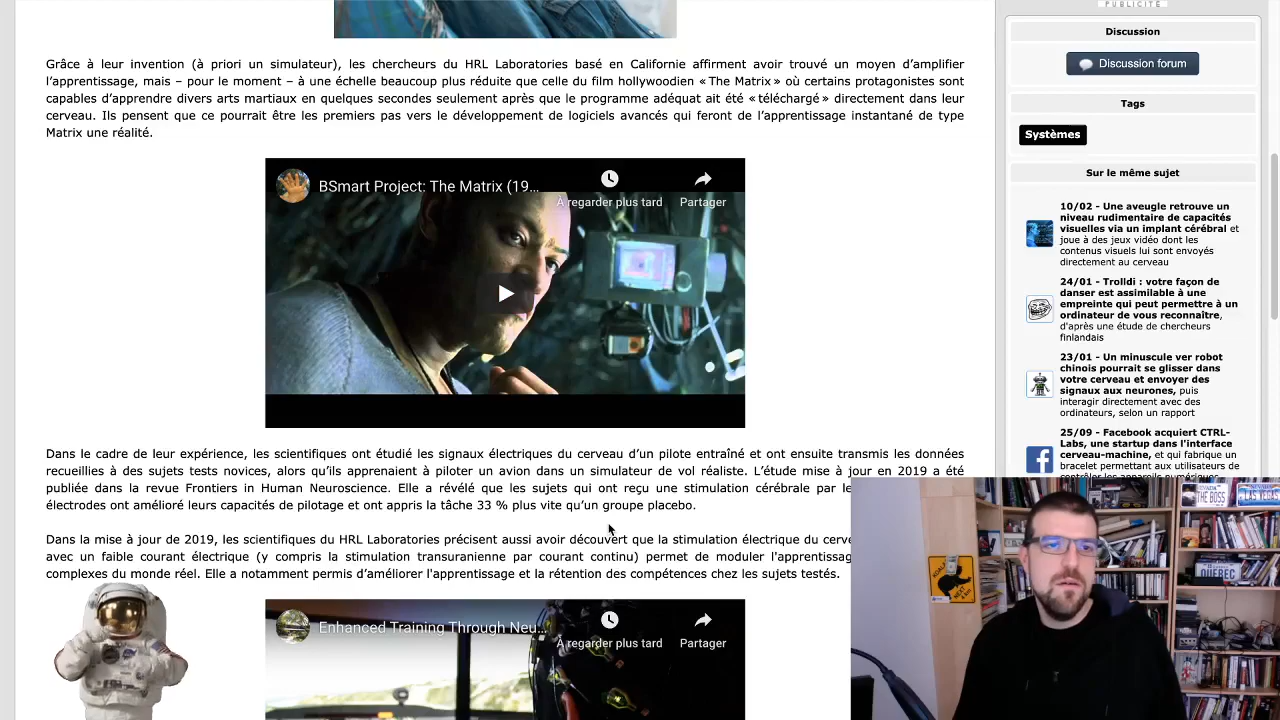 PUBLICITÉ
Grâce à leur invention (à priori un simulateur), les chercheurs du HRL Laboratories basé en Californie affirment avoir trouvé un moyen d’amplifier
l’apprentissage, mais – pour le moment – à une échelle beaucoup plus réduite que celle du film hollywoodien « The Matrix » où certains protagonistes sont
capables d’apprendre divers arts martiaux en quelques secondes seulement après que le programme adéquat ait été « téléchargé » directement dans leur
cerveau. Ils pensent que ce pourrait être les premiers pas vers le développement de logiciels avancés qui feront de l’apprentissage instantané de type
Matrix une réalité.
BSmart Project: The Matrix (19...
À regarder plus tard
Partager
Dans le cadre de leur expérience, les scientifiques ont étudié les signaux électriques du cerveau d’un pilote entraîné et ont ensuite transmis les données
recueillies à des sujets tests novices, alors qu’ils apprenaient à piloter un avion dans un simulateur de vol réaliste. L’étude mise à jour en 2019 a été
publiée dans la revue Frontiers in Human Neuroscience. Elle a révélé que les sujets qui ont reçu une stimulation cérébrale par le
électrodes ont amélioré leurs capacités de pilotage et ont appris la tâche 33 % plus vite qu’un groupe placebo.
Dans la mise à jour de 2019, les scientifiques du HRL Laboratories précisent aussi avoir découvert que la stimulation électrique du cerve
avec un faible courant électrique (y compris la stimulation transuranienne par courant continu) permet de moduler l’apprentissag
complexes du monde réel. Elle a notamment permis d’améliorer l'apprentissage et la rétention des compétences chez les sujets testés.
Enhanced Training Through Neu...
À regarder plus tard
Partager
Discussion
Discussion forum
Tags
Systèmes
Sur le même sujet
10/02 - Une aveugle retrouve un
niveau rudimentaire de capacités
visuelles via un implant cérébral et
joue à des jeux vidéo dont les
contenus visuels lui sont envoyés
directement au cerveau
24/01 - Trolldi : votre façon de
danser est assimilable à une
empreinte qui peut permettre à un
ordinateur de vous reconnaître,
d'après une étude de chercheurs
finlandais
23/01 - Un minuscule ver robot
chinois pourrait se glisser dans
votre cerveau et envoyer des
signaux aux neurones, puis
interagir directement avec des
ordinateurs, selon un rapport
25/09 - Facebook acquiert CTRL-
Labs, une startup dans l'interface
cerveau-machine, et qui fabrique un
bracelet permettant aux utilisateurs de
contrôler les appareils numériques
THE BOSS
LAS VEGAS
QUÉBEC
NEXT